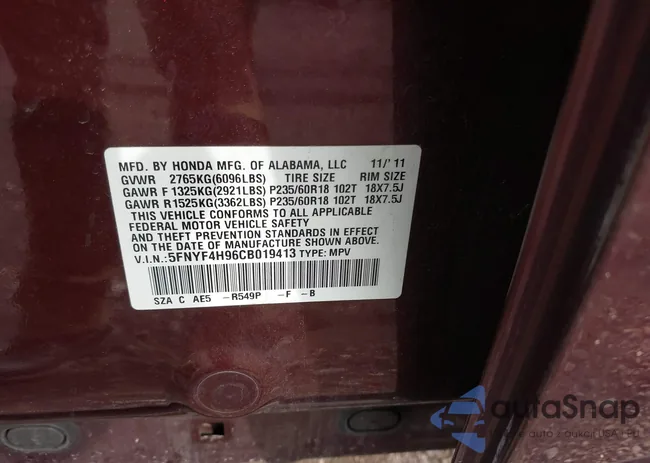 MFD. BY HONDA MFG. OF ALABAMA, LLC 11/'11
GVWR 2765KG(6096LBS) TIRE SIZE RIM SIZE
GAWR F 1325KG(2921LBS) P235/60R18 102T 18X7.5J
GAWR R1525KG(3362LBS) P235/60R18 102T 18X7.5J
THIS VEHICLE CONFORMS TO ALL APPLICABLE
FEDERAL MOTOR VEHICLE SAFETY
AND THEFT PREVENTION STANDARDS IN EFFECT
ON THE DATE OF MANUFACTURE SHOWN ABOVE.
V.I.N.: 5FNYF4H96CB019413 TYPE: MPV
SZA C AE5 -R549P -F -B
autoSnap